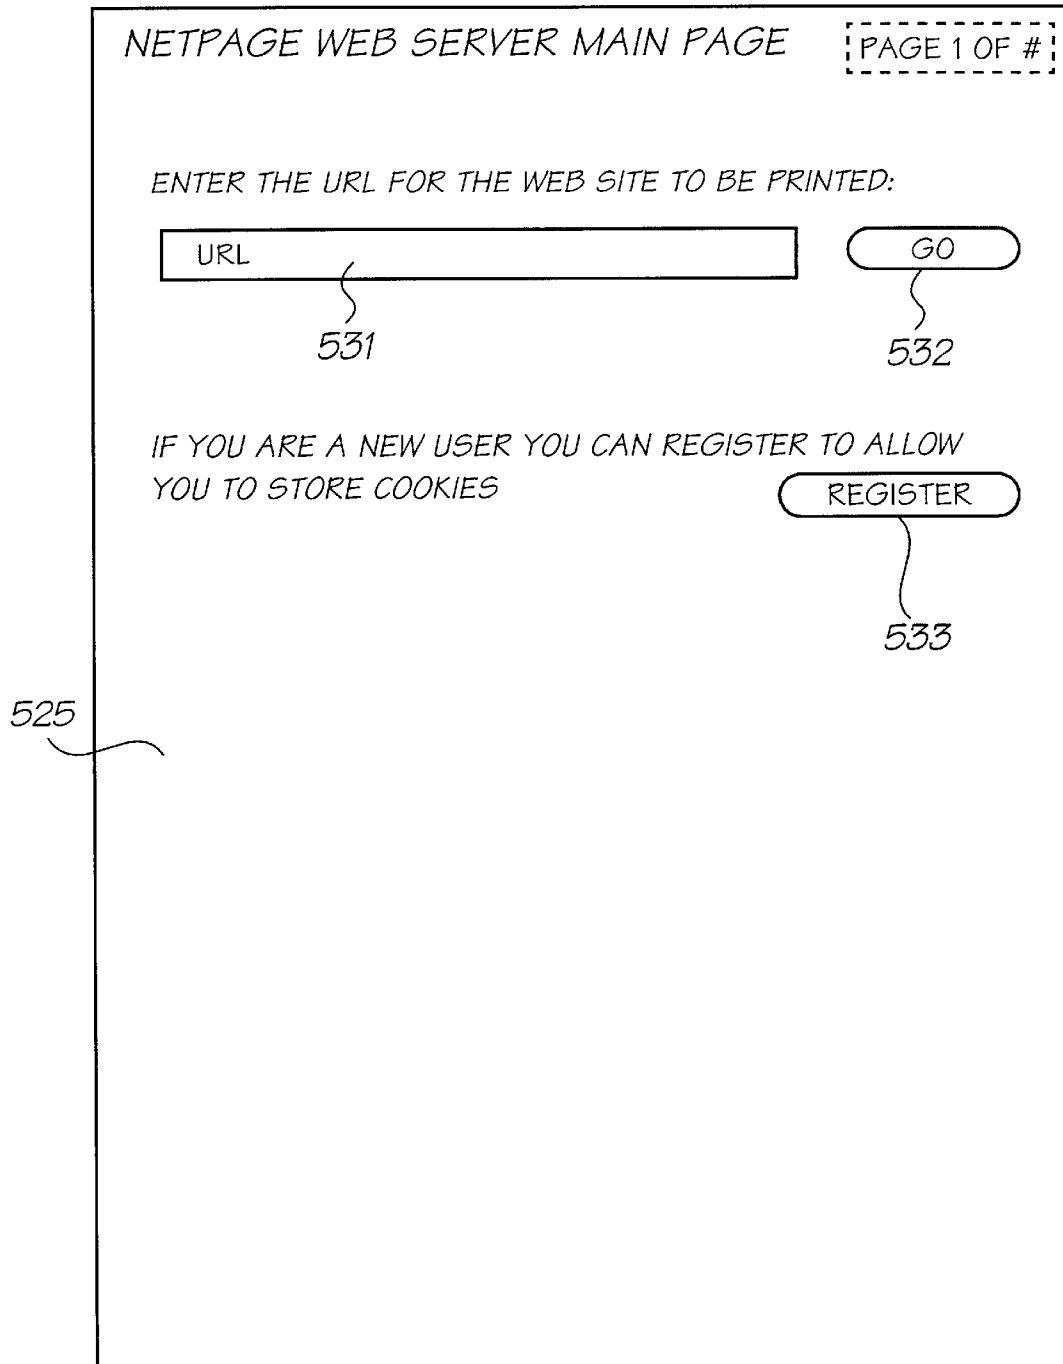 NETPAGE WEB SERVER MAIN PAGE PAGE 1 OF #
ENTER THE URL FOR THE WEB SITE TO BE PRINTED:
URL GO
531 532
IF YOU ARE A NEW USER YOU CAN REGISTER TO ALLOW
YOU TO STORE COOKIES REGISTER
533
525